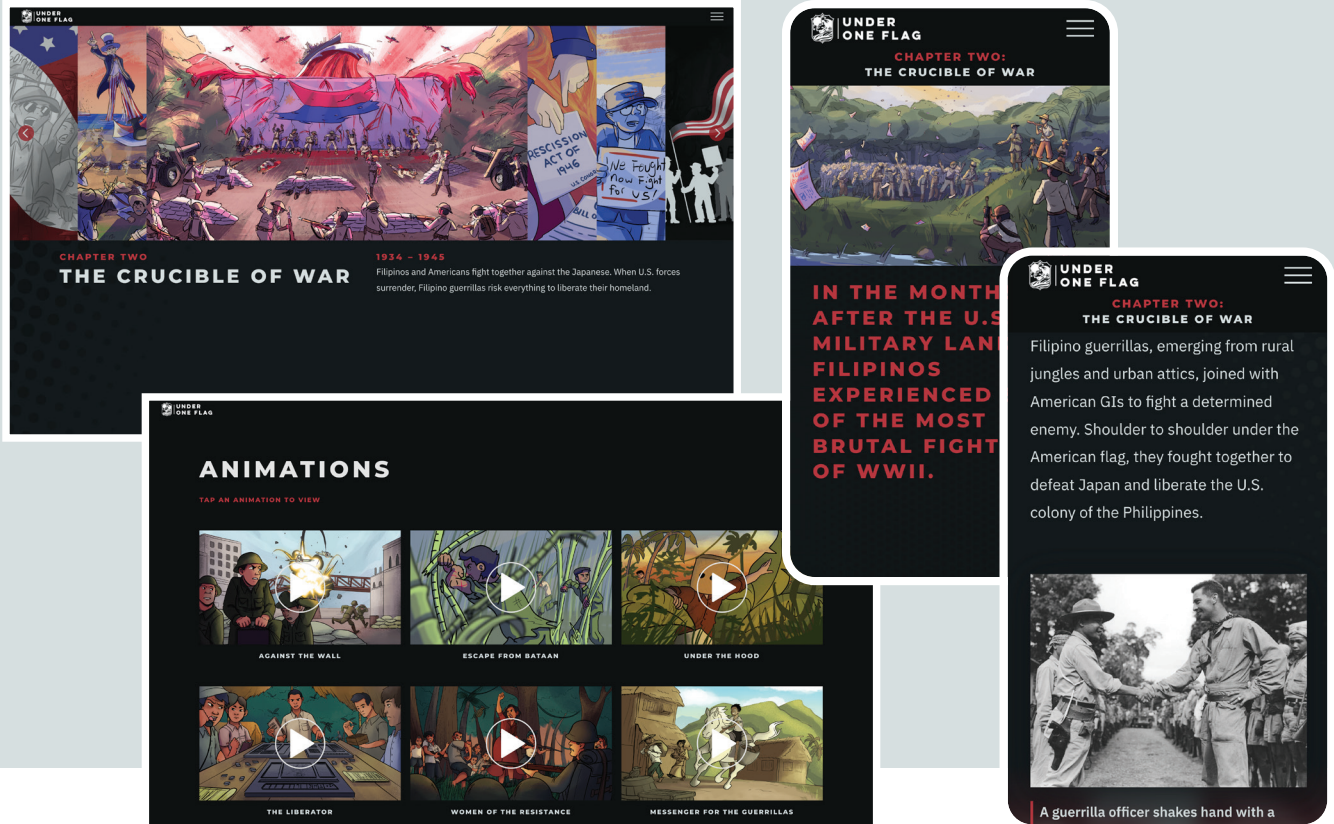 UNDER
ONE FLAG
RESCISSION
ACT OF
1946
BILL O
We Fought
now Fight
for US!
CHAPTER TWO
THE CRUCIBLE OF WAR
1934 – 1945
Filipinos and Americans fight together against the Japanese. When U.S. forces
surrender, Filipino guerrillas risk everything to liberate their homeland.
UNDER
ONE FLAG
ANIMATIONS
TAP AN ANIMATION TO VIEW
AGAINST THE WALL
ESCAPE FROM BATAAN
UNDER THE HOOD
THE LIBERATOR
WOMEN OF THE RESISTANCE
MESSENGER FOR THE GUERRILLAS
UNDER
ONE FLAG
CHAPTER TWO:
THE CRUCIBLE OF WAR
IN THE MONTH
AFTER THE U.S
MILITARY LAN
FILIPINOS
EXPERIENCED
OF THE MOST
BRUTAL FIGHT
OF WWII.
UNDER
ONE FLAG
CHAPTER TWO:
THE CRUCIBLE OF WAR
Filipino guerrillas, emerging from rural
jungles and urban attics, joined with
American GIs to fight a determined
enemy. Shoulder to shoulder under the
American flag, they fought together to
defeat Japan and liberate the U.S.
colony of the Philippines.
A guerrilla officer shakes hand with a